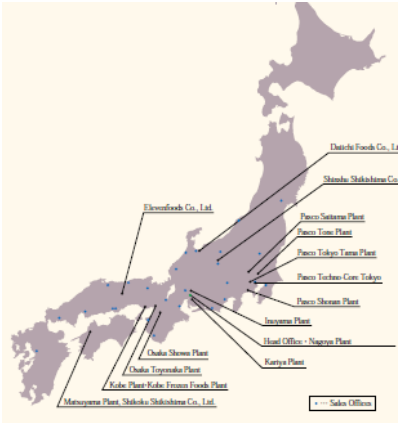 Daiichi Foods Co., Lt
Shinshu Shikishima Co.
Elevenfoods Co., Ltd.
Pasco Saitama Plant
Pasco Tone Plant
Pasco Tokyo Tama Plant
Pasco Techno-Core Tokyo
Pasco Shonan Plant
Inuyama Plant
Head Office・Nagoya Plant
Kariya Plant
Osaka Showa Plant
Osaka Toyonaka Plant
Kobe Plant・Kobe Frozen Foods Plant
Matsuyama Plant, Shikoku Shikishima Co., Ltd.
Sales Offices